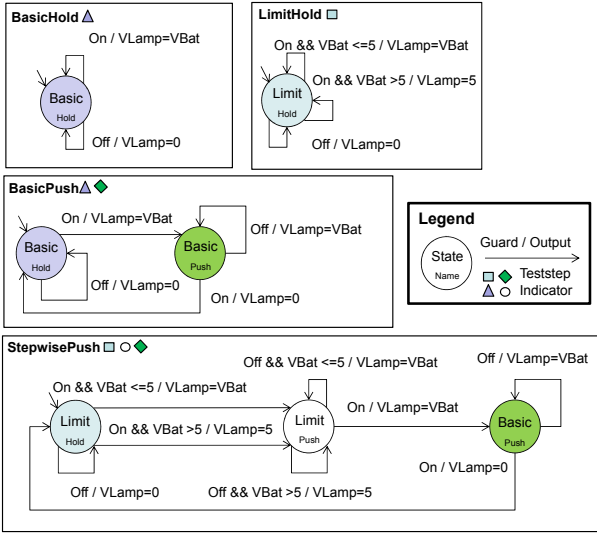 BasicHold
On / VLamp=VBat
Basic
Hold
Off / VLamp=0
LimitHold
On && VBat <=5 / VLamp=VBat
On && VBat >5 / VLamp=5
Limit
Hold
Off / VLamp=0
BasicPush
On / VLamp=VBat
Off / VLamp=VBat
Basic
Hold
Basic
Push
Off / VLamp=0
On / VLamp=0
Legend
State
Name
Guard / Output
Teststep
Indicator
StepwisePush
Off && VBat <=5 / VLamp=VBat
Off / VLamp=VBat
On && VBat <=5 / VLamp=VBat
On / VLamp=VBat
Limit
Hold
On && VBat >5 / VLamp=5
Limit
Push
Basic
Push
On / VLamp=0
Off / VLamp=0
Off && VBat >5 / VLamp=5